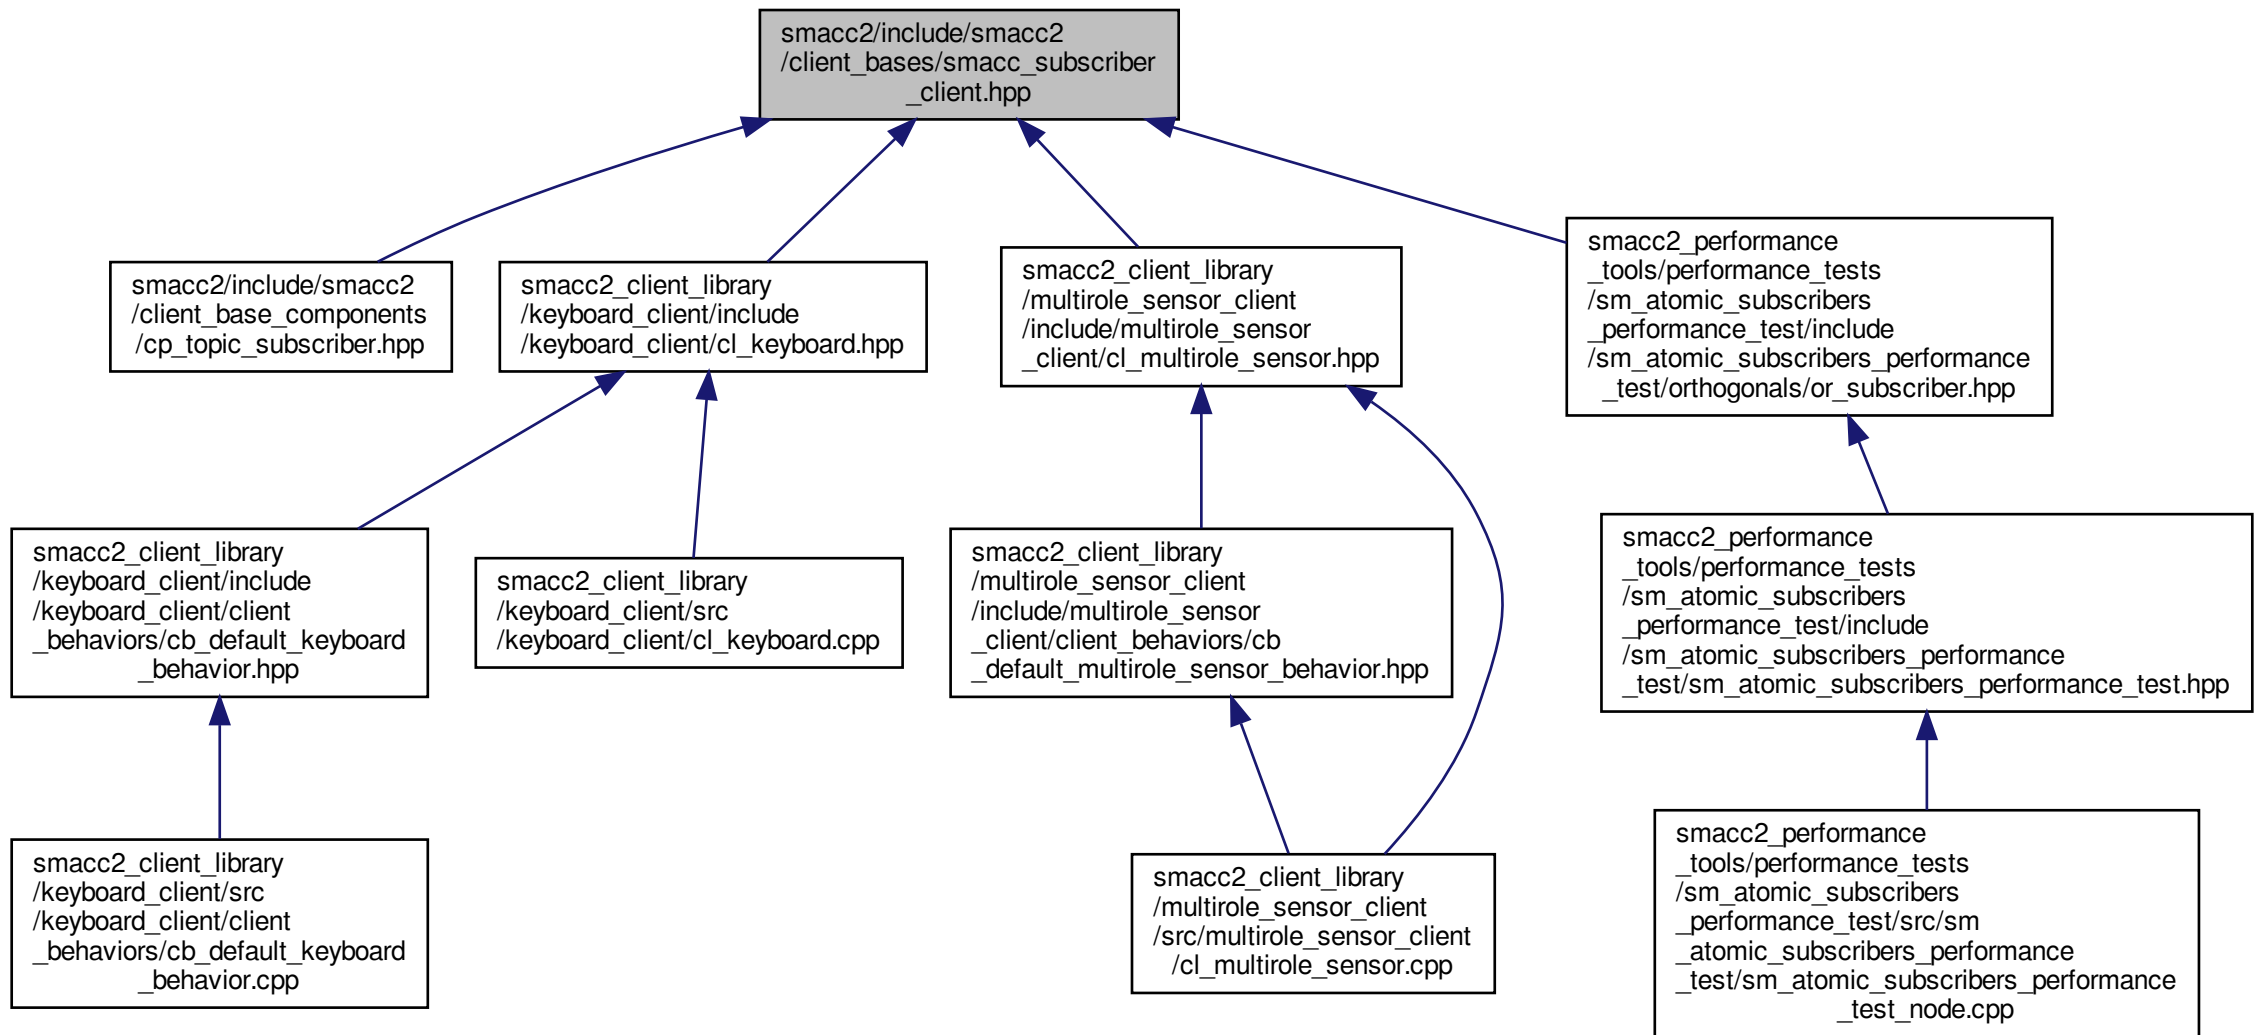 smacc2/include/smacc2
/client_bases/smacc_subscriber
_client.hpp
smacc2/include/smacc2
/client_base_components
/cp_topic_subscriber.hpp
smacc2_client_library
/keyboard_client/include
/keyboard_client/cl_keyboard.hpp
smacc2_client_library
/multirole_sensor_client
/include/multirole_sensor
_client/cl_multirole_sensor.hpp
smacc2_performance
_tools/performance_tests
/sm_atomic_subscribers
_performance_test/include
/sm_atomic_subscribers_performance
_test/orthogonals/or_subscriber.hpp
smacc2_client_library
/keyboard_client/include
/keyboard_client/client
_behaviors/cb_default_keyboard
_behavior.hpp
smacc2_client_library
/keyboard_client/src
/keyboard_client/cl_keyboard.cpp
smacc2_client_library
/multirole_sensor_client
/include/multirole_sensor
_client/client_behaviors/cb
_default_multirole_sensor_behavior.hpp
smacc2_performance
_tools/performance_tests
/sm_atomic_subscribers
_performance_test/include
/sm_atomic_subscribers_performance
_test/sm_atomic_subscribers_performance_test.hpp
smacc2_client_library
/keyboard_client/src
/keyboard_client/client
_behaviors/cb_default_keyboard
_behavior.cpp
smacc2_client_library
/multirole_sensor_client
/src/multirole_sensor_client
/cl_multirole_sensor.cpp
smacc2_performance
_tools/performance_tests
/sm_atomic_subscribers
_performance_test/src/sm
_atomic_subscribers_performance
_test/sm_atomic_subscribers_performance
_test_node.cpp